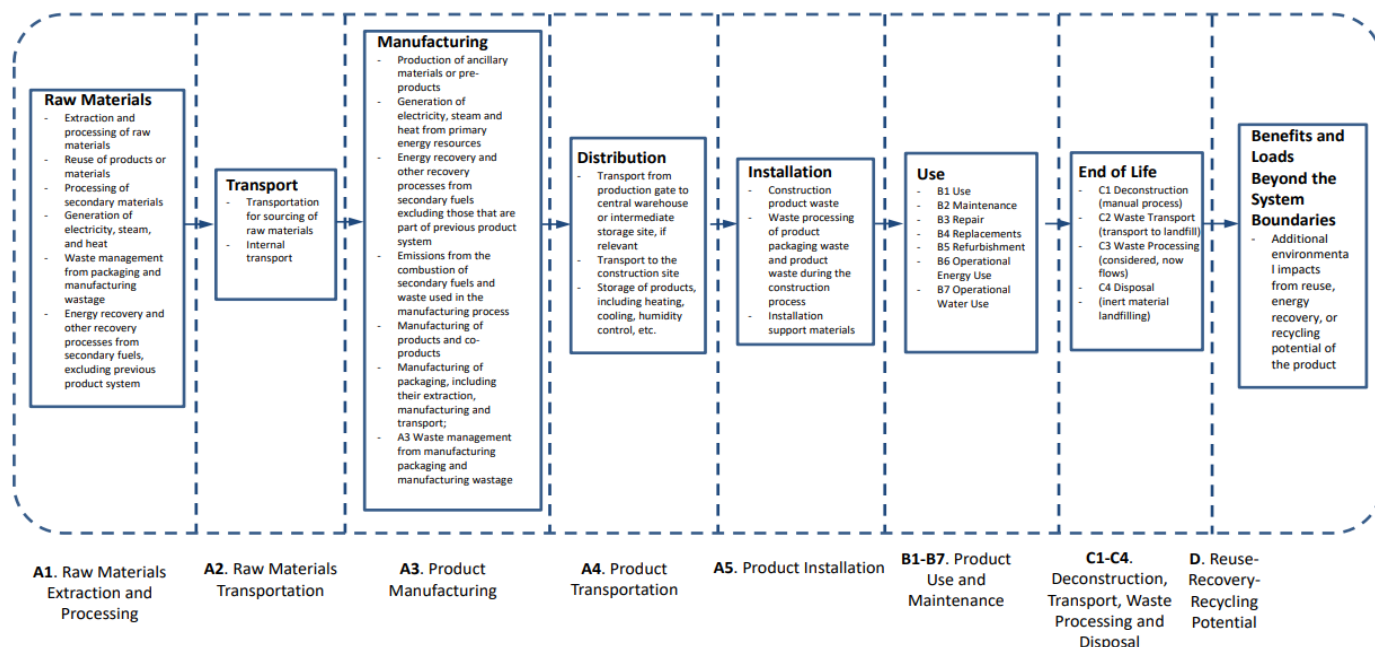 Raw Materials
- Extraction and
processing of raw
materials
- Reuse of products or
materials
- Processing of
secondary materials
- Generation of
electricity, steam,
and heat
- Waste management
from packaging and
manufacturing
wastage
- Energy recovery and
other recovery
processes from
secondary fuels,
excluding previous
product system
Transport
- Transportation
for sourcing of
raw materials
- Internal
transport
Manufacturing
- Production of ancillary
materials or pre-
products
- Generation of
electricity, steam and
heat from primary
energy resources
- Energy recovery and
other recovery
processes from
secondary fuels
excluding those that are
part of previous product
system
- Emissions from the
combustion of
secondary fuels and
waste used in the
manufacturing process
- Manufacturing of
products and co-
products
- Manufacturing of
packaging, including
their extraction,
manufacturing and
transport;
- A3 Waste management
from manufacturing
packaging and
manufacturing wastage
Distribution
- Transport from
production gate to
central warehouse
or intermediate
storage site, if
relevant
- Transport to the
construction site
- Storage of products,
including heating,
cooling, humidity
control, etc.
Installation
- Construction
product waste
- Waste processing of
product packaging
waste and product
waste during the
construction
process
- Installation
support materials
Use
- B1 Use
- B2 Maintenance
- B3 Repair
- B4 Replacements
- B5 Refurbishment
- B6 Operational
Energy Use
- B7 Operational
Water Use
End of Life
- C1 Deconstruction
(manual process)
- C2 Waste Transport
(transport to landfill)
- C3 Waste Processing
(considered, now
flows)
- C4 Disposal
- (inert material
landfilling)
Benefits and
Loads
Beyond the
System
Boundaries
- Additional
environmenta
l impacts
from reuse,
energy
recovery, or
recycling
potential of
the product
A1. Raw Materials
Extraction and
Processing
A2. Raw Materials
Transportation
A3. Product
Manufacturing
A4. Product
Transportation
A5. Product Installation
B1-B7. Product
Use and
Maintenance
C1-C4.
Deconstruction,
Transport, Waste
Processing and
Disposal
D. Reuse-
Recovery-
Recycling
Potential